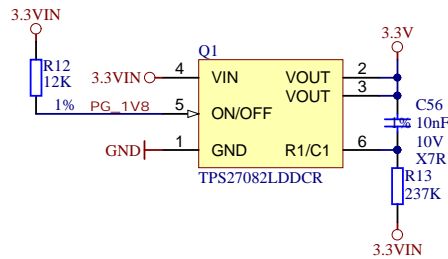 3.3VIN
R12
12K
1%
PG_1V8
Q1
3.3VIN
4
VIN
5
ON/OFF
GND
1
GND
VOUT
2
VOUT
3
R1/C1
6
TPS27082LDDCR
3.3V
C56
1%
10nF
10V
X7R
R13
237K
3.3VIN